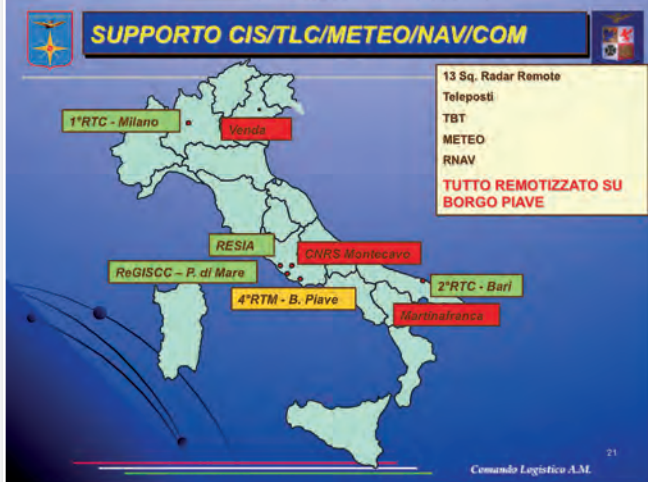 SUPPORTO CIS/TLC/METEO/NAV/COM
13 Sq. Radar Remote
Teleposti
TBT
METEO
RNAV
TUTTO REMOTIZZATO SU
BORGO PIAVE
1°RTC - Milano
Venda
RESIA
CNRS Montecavo
ReGISCC – P. di Mare
2°RTC - Bari
4°RTM - B. Piave
Martinafranca
21
Comando Logistico A.M.